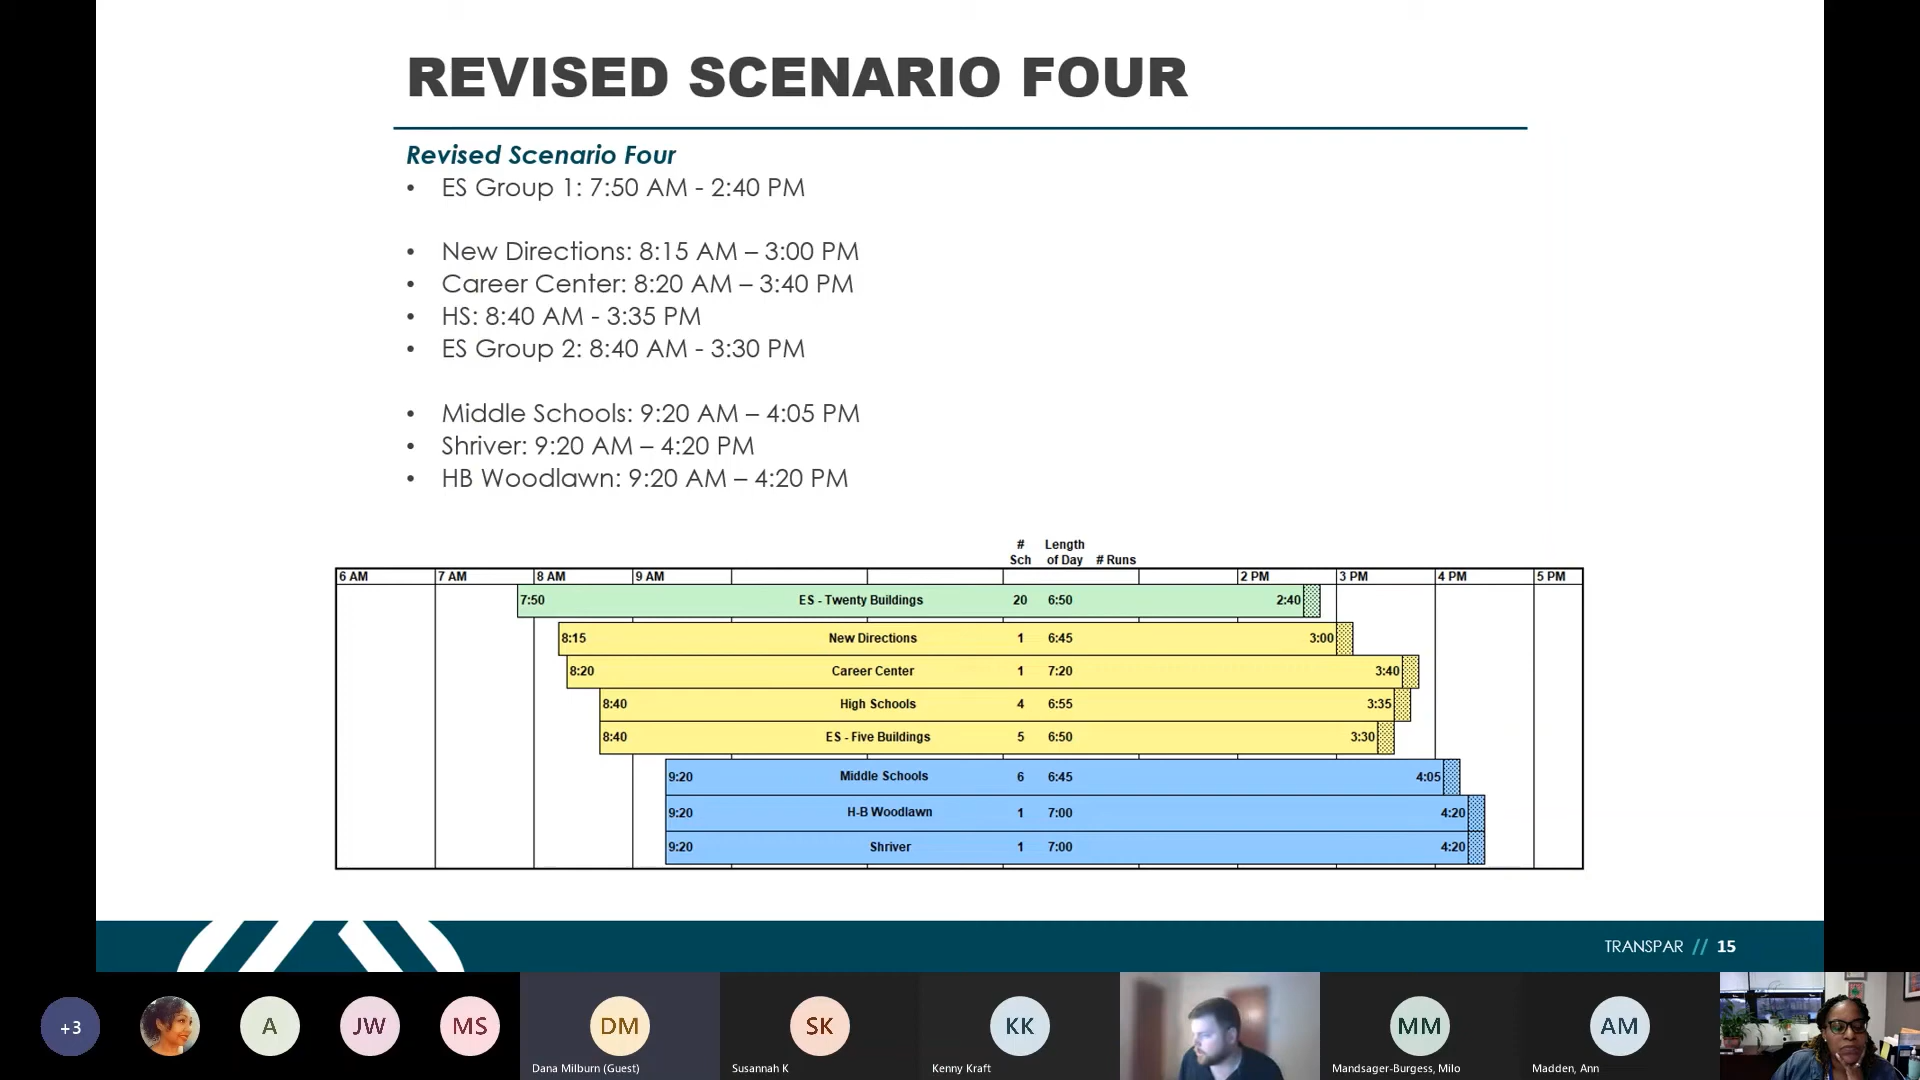 REVISED SCENARIO FOUR
Revised Scenario Four
• ES Group 1: 7:50 AM - 2:40 PM
• New Directions: 8:15 AM – 3:00 PM
• Career Center: 8:20 AM – 3:40 PM
• HS: 8:40 AM - 3:35 PM
• ES Group 2: 8:40 AM - 3:30 PM
• Middle Schools: 9:20 AM – 4:05 PM
• Shriver: 9:20 AM – 4:20 PM
• HB Woodlawn: 9:20 AM – 4:20 PM
# Length
Sch of Day # Runs
6 AM 7 AM 8 AM 9 AM 2 PM 3 PM 4 PM 5 PM
7:50 ES - Twenty Buildings 20 6:50 2:40
8:15 New Directions 1 6:45 3:00
8:20 Career Center 1 7:20 3:40
8:40 High Schools 4 6:55 3:35
8:40 ES - Five Buildings 5 6:50 3:30
9:20 Middle Schools 6 6:45 4:05
9:20 H-B Woodlawn 1 7:00 4:20
9:20 Shriver 1 7:00 4:20
TRANSPAR // 15
+3 A JW MS DM SK KK MM AM
Dana Milburn (Guest) Susannah K Kenny Kraft Mandsager-Burgess, Milo Madden, Ann